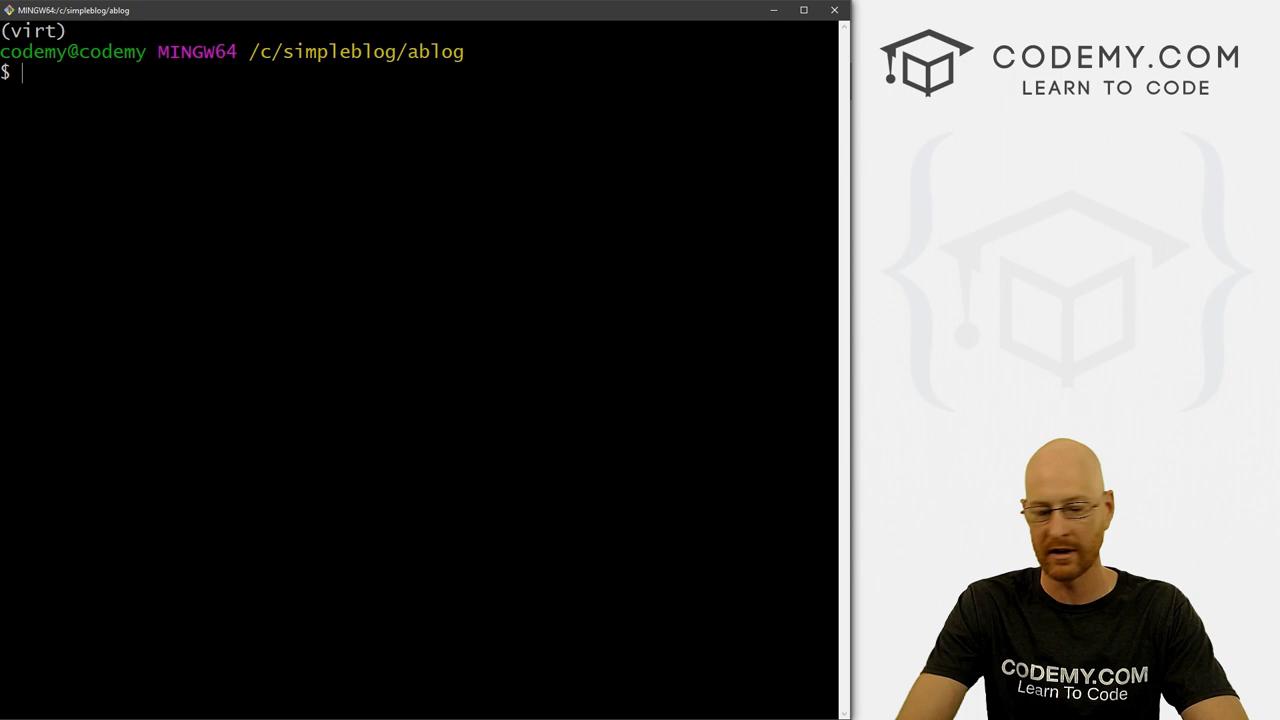 MINGW64:/c/simpleblog/ablog
(virt)
codemy@codemy MINGW64 /c/simpleblog/ablog
$
CODEMY.COM
LEARN TO CODE
CODEMY.COM
Learn To Code